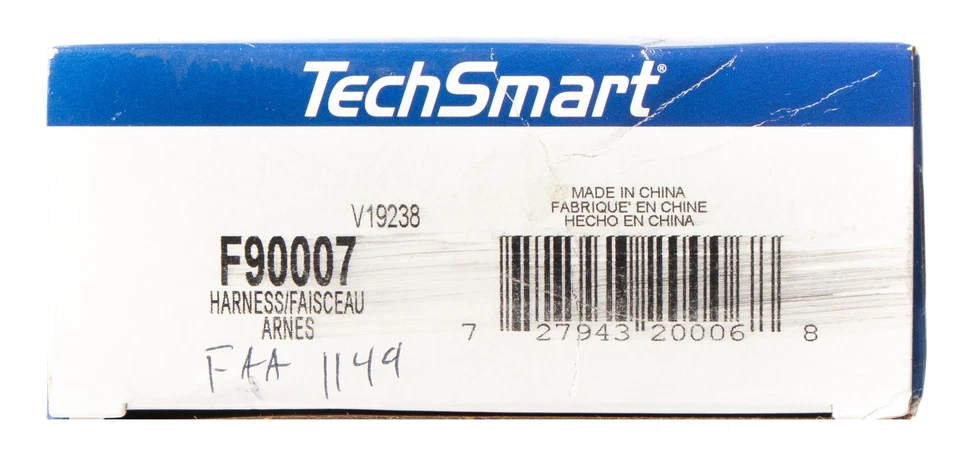 TechSmart®
MADE IN CHINA
FABRIQUE' EN CHINE
HECHO EN CHINA
V19238
F90007
HARNESS/FAISCEAU
ARNES
7 27943 20006 8
FAA 1149